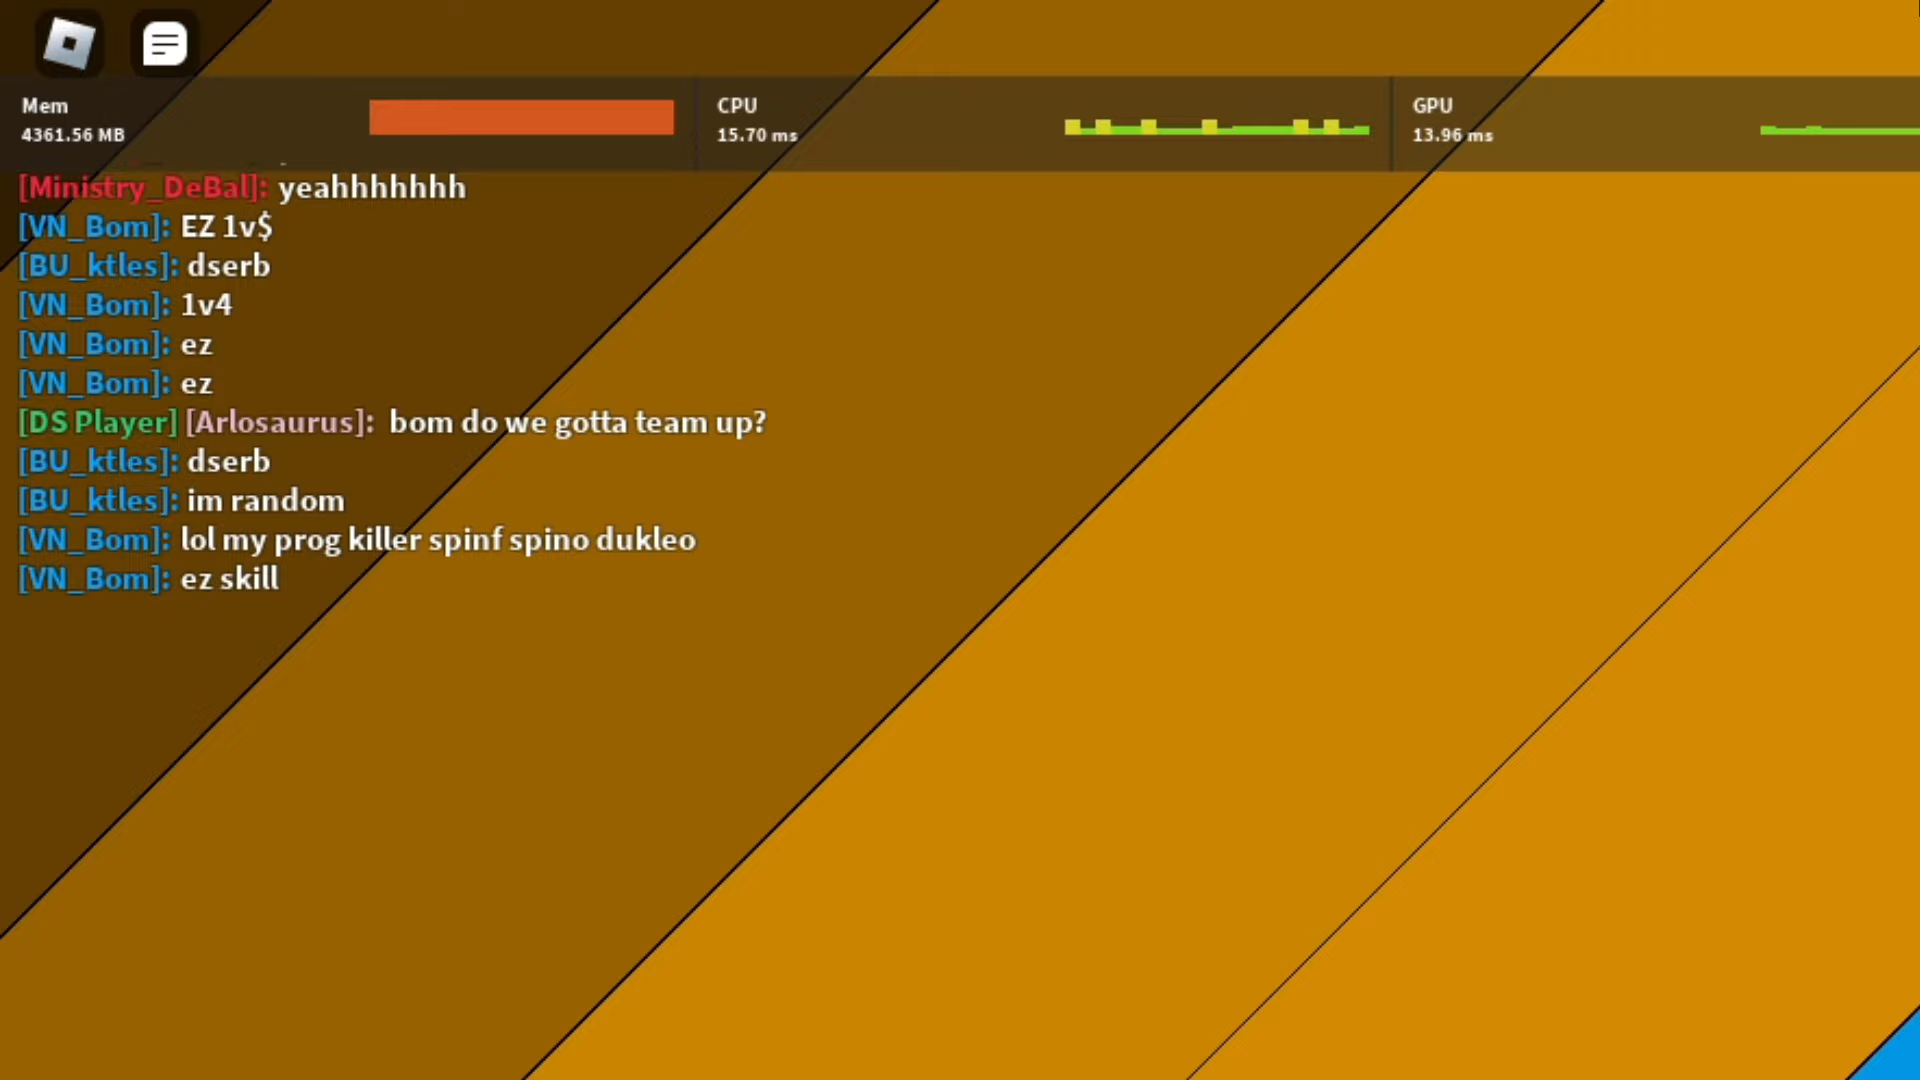 Mem
4361.56 MB
CPU
15.70 ms
GPU
13.96 ms
[Ministry_DeBal]: yeahhhhhhh
[VN_Bom]: EZ 1v$
[BU_ktles]: dserb
[VN_Bom]: 1v4
[VN_Bom]: ez
[VN_Bom]: ez
[DS Player] [Arlosaurus]: bom do we gotta team up?
[BU_ktles]: dserb
[BU_ktles]: im random
[VN_Bom]: lol my prog killer spinf spino dukleo
[VN_Bom]: ez skill